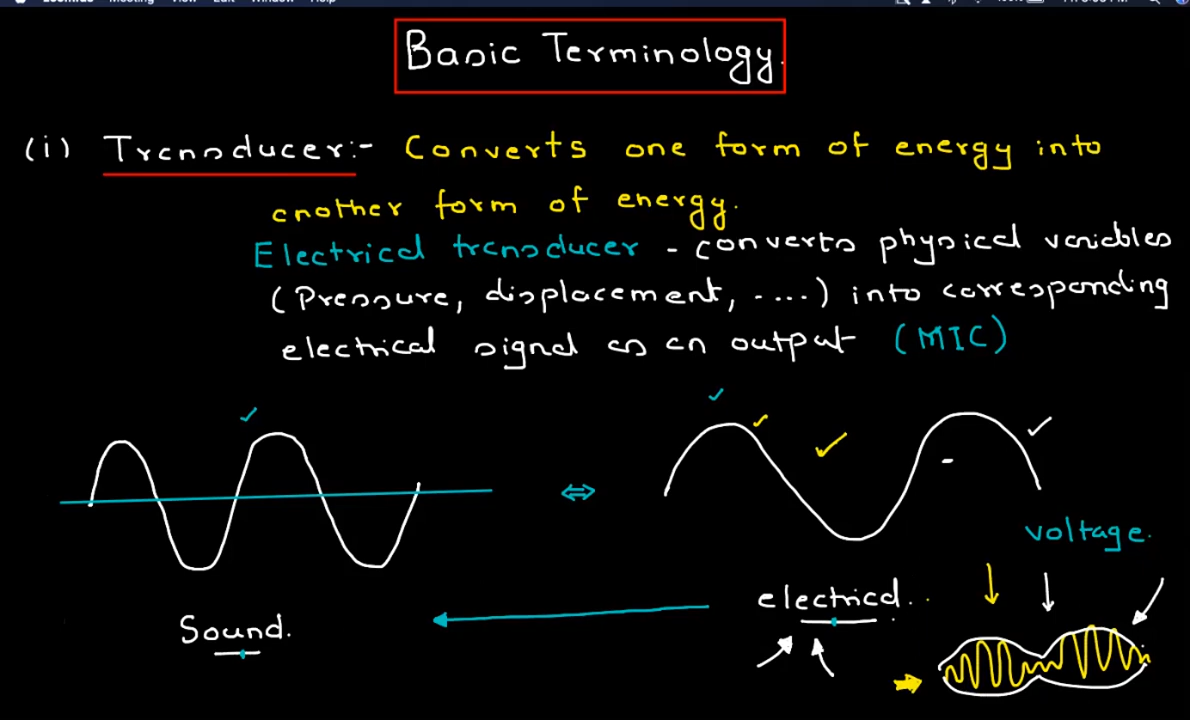 Basic Terminology.
(i) Transducer:- Converts one form of energy into
another form of energy.
Electrical transducer - converts physical variables
(Pressure, displacement, ....) into corresponding
electrical signal as an output (MIC)
voltage.
electrical..
Sound.